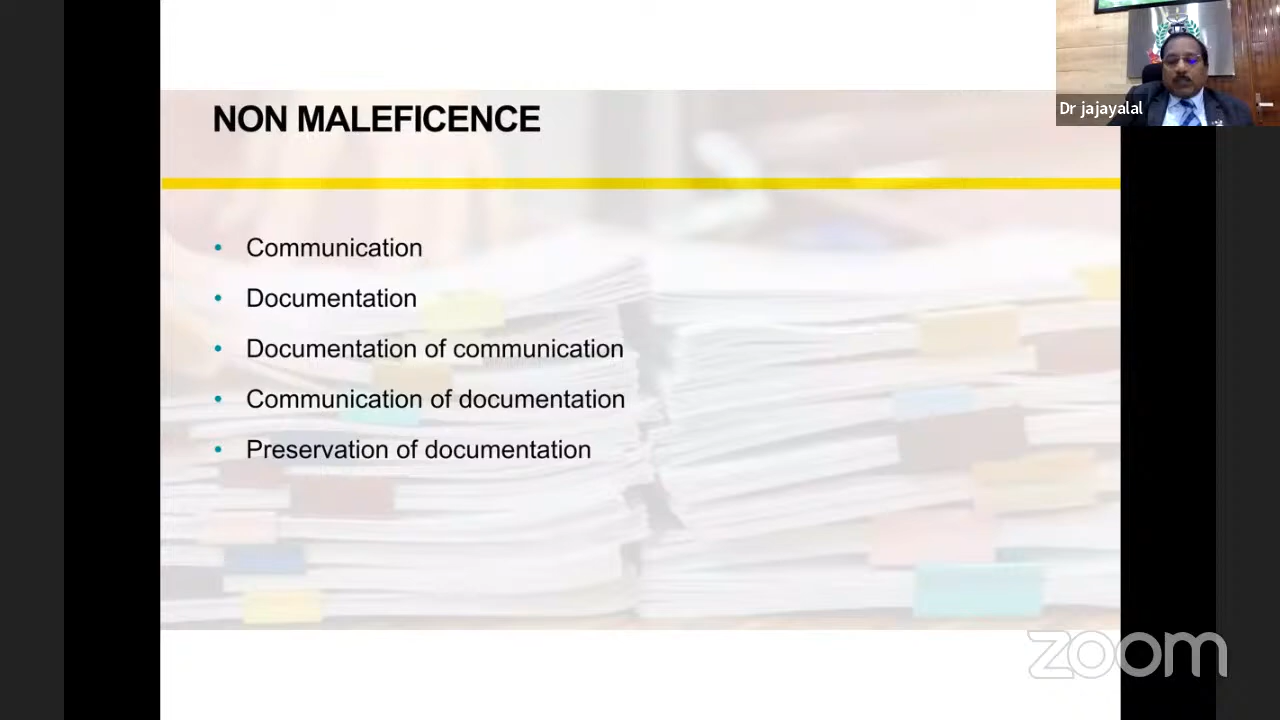 NON MALEFICENCE
Dr jajayalal
Communication
Documentation
Documentation of communication
Communication of documentation
Preservation of documentation
zoom